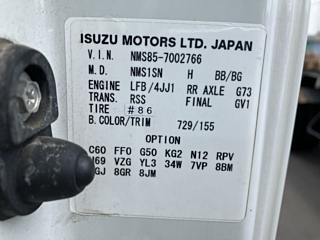 ISUZU MOTORS LTD. JAPAN
V.I.N. NMS85-7002766
M.D. NMS1SN H BB/BG
ENGINE LFB/4JJ1 RR AXLE G73
TRANS. RSS FINAL GV1
TIRE #86
B.COLOR/TRIM 729/155
OPTION
C60 FF0 G50 KG2 N12 RPV
69 VZG YL3 34W 7VP 8BM
GJ 8GR 8JM